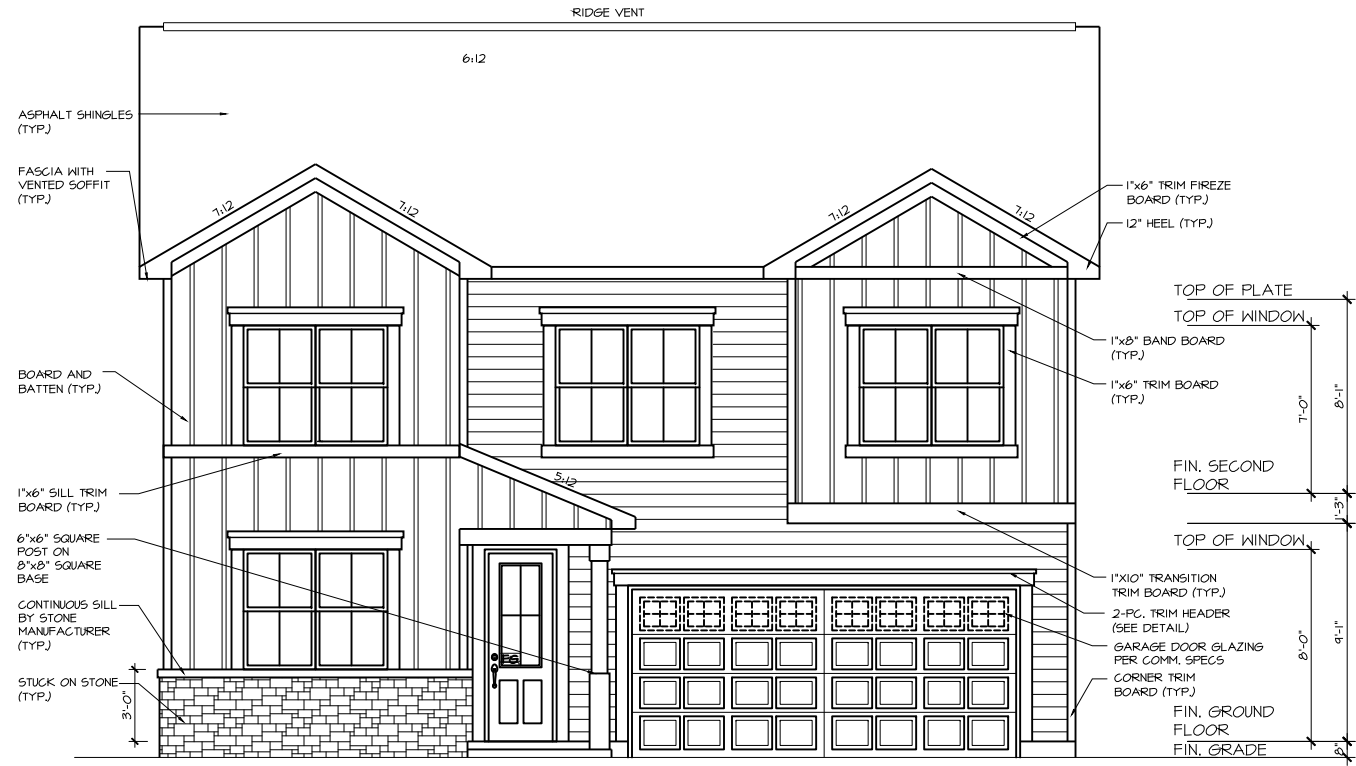 RIDGE VENT
6:12
ASPHALT SHINGLES
(TYP.)
FASCIA WITH
VENTED SOFFIT
(TYP.)
7:12
7:12
7:12
7:12
1"x6" TRIM FIREZE
BOARD (TYP.)
12" HEEL (TYP.)
TOP OF PLATE
TOP OF WINDOW
1"x8" BAND BOARD
(TYP.)
1"x6" TRIM BOARD
(TYP.)
BOARD AND
BATTEN (TYP.)
7'-0"
8'-1"
FIN. SECOND
FLOOR
5:12
1"x6" SILL TRIM
BOARD (TYP.)
1'-3"
6"x6" SQUARE
POST ON
8"x8" SQUARE
BASE
TOP OF WINDOW
1"X10" TRANSITION
TRIM BOARD (TYP.)
CONTINUOUS SILL
BY STONE
MANUFACTURER
(TYP.)
2-PC. TRIM HEADER
(SEE DETAIL)
GARAGE DOOR GLAZING
PER COMM. SPECS
8'-0"
9'-1"
CORNER TRIM
BOARD (TYP.)
STUCK ON STONE
(TYP.)
3'-0"
FIN. GROUND
FLOOR
FIN. GRADE
8"